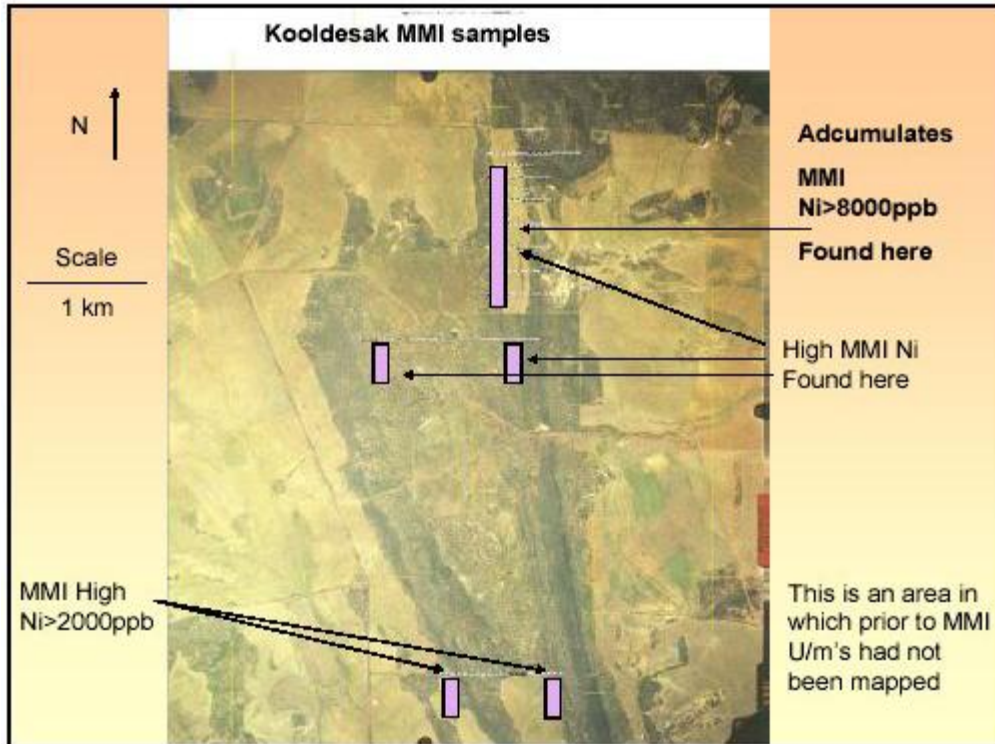 Kooldesak MMI samples
N
Adcumulates
MMI
Ni>8000ppb
Found here
Scale
1 km
High MMI Ni
Found here
MMI High
Ni>2000ppb
This is an area in
which prior to MMI
U/m's had not
been mapped